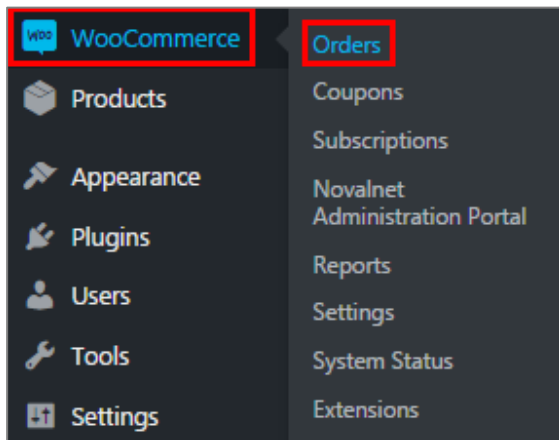 Woo
WooCommerce
Products
Appearance
Plugins
Users
Tools
Settings
Orders
Coupons
Subscriptions
Novalnet
Administration Portal
Reports
Settings
System Status
Extensions